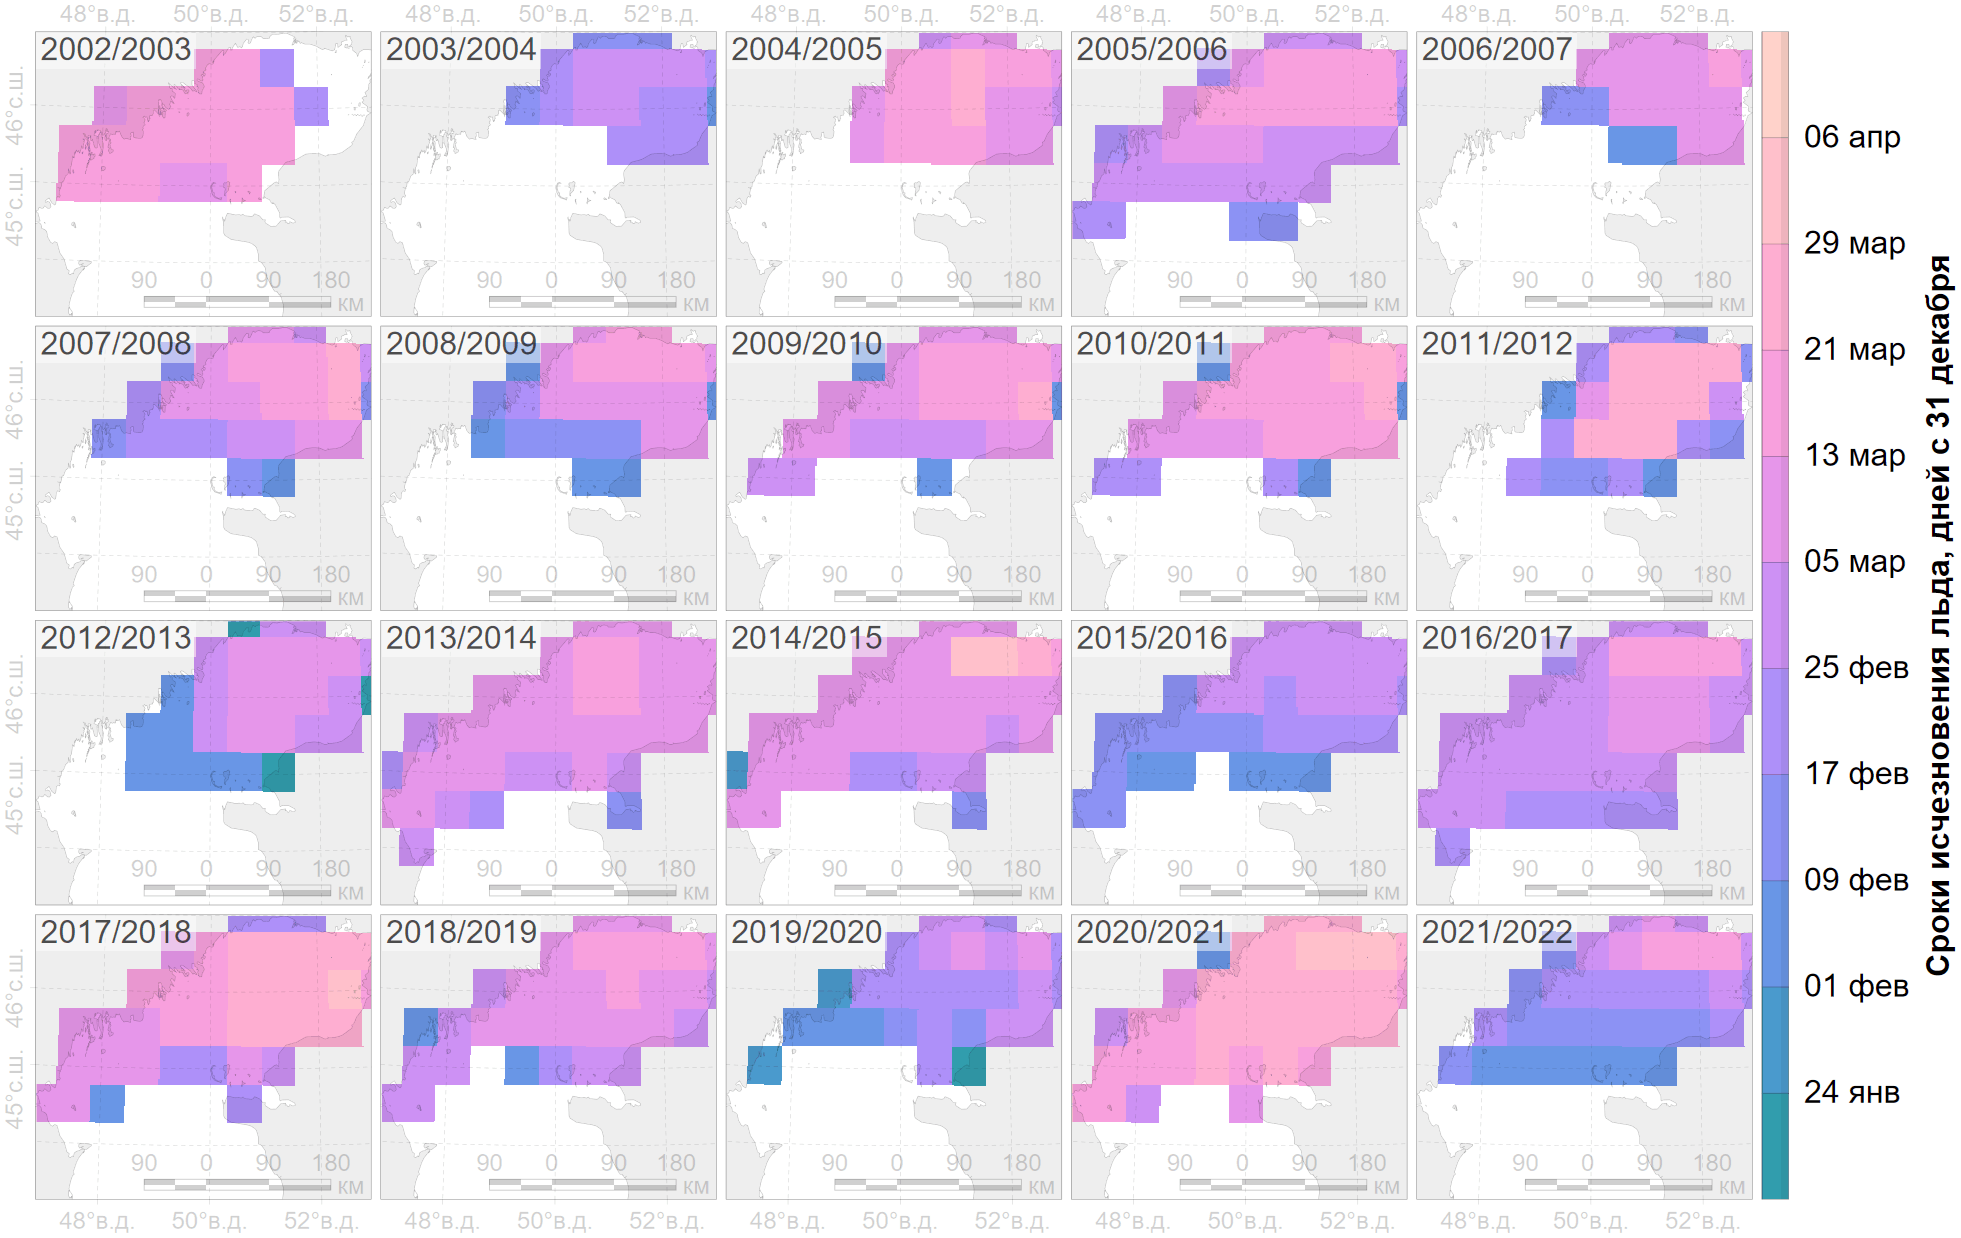 48°в.д. 50°в.д. 52°в.д. 48°в.д. 50°в.д. 52°в.д. 48°в.д. 50°в.д. 52°в.д. 48°в.д. 50°в.д. 52°в.д. 48°в.д. 50°в.д. 52°в.д.
2002/2003 2003/2004 2004/2005 2005/2006 2006/2007
46°с.ш.
45°с.ш.
90 0 90 180 90 0 90 180 90 0 90 180 90 0 90 180 90 0 90 180
КМ КМ КМ КМ КМ
2007/2008 2008/2009 2009/2010 2010/2011 2011/2012
46°с.ш.
45°с.ш.
90 0 90 180 90 0 90 180 90 0 90 180 90 0 90 180 90 0 90 180
КМ КМ КМ КМ КМ
2012/2013 2013/2014 2014/2015 2015/2016 2016/2017
46°с.ш.
45°с.ш.
90 0 90 180 90 0 90 180 90 0 90 180 90 0 90 180 90 0 90 180
КМ КМ КМ КМ КМ
2017/2018 2018/2019 2019/2020 2020/2021 2021/2022
46°с.ш.
45°с.ш.
90 0 90 180 90 0 90 180 90 0 90 180 90 0 90 180 90 0 90 180
КМ КМ КМ КМ КМ
48°в.д. 50°в.д. 52°в.д. 48°в.д. 50°в.д. 52°в.д. 48°в.д. 50°в.д. 52°в.д. 48°в.д. 50°в.д. 52°в.д. 48°в.д. 50°в.д. 52°в.д.
06 апр
29 мар
21 мар
13 мар
05 мар
25 фев
17 фев
09 фев
01 фев
24 янв
Сроки исчезновения льда, дней с 31 декабря